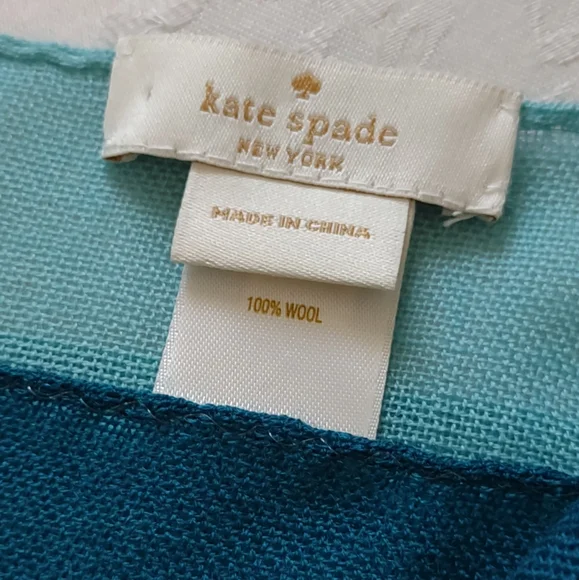 kate spade
NEW YORK
MADE IN CHINA
100% WOOL